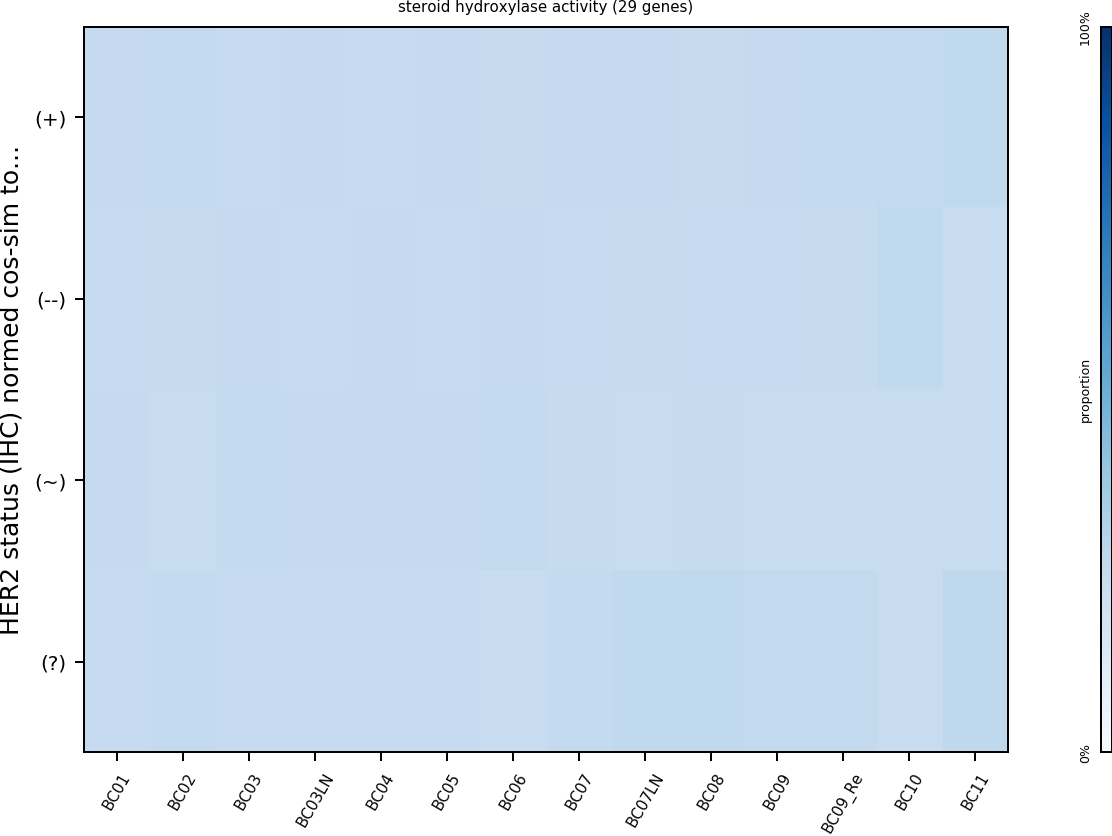 steroid hydroxylase activity (29 genes)
HER2 status (IHC) normed cos-sim to...
(+)
(--)
(~)
(?)
BC01
BC02
BC03
BC03LN
BC04
BC05
BC06
BC07
BC07LN
BC08
BC09
BC09_Re
BC10
BC11
100%
proportion
0%